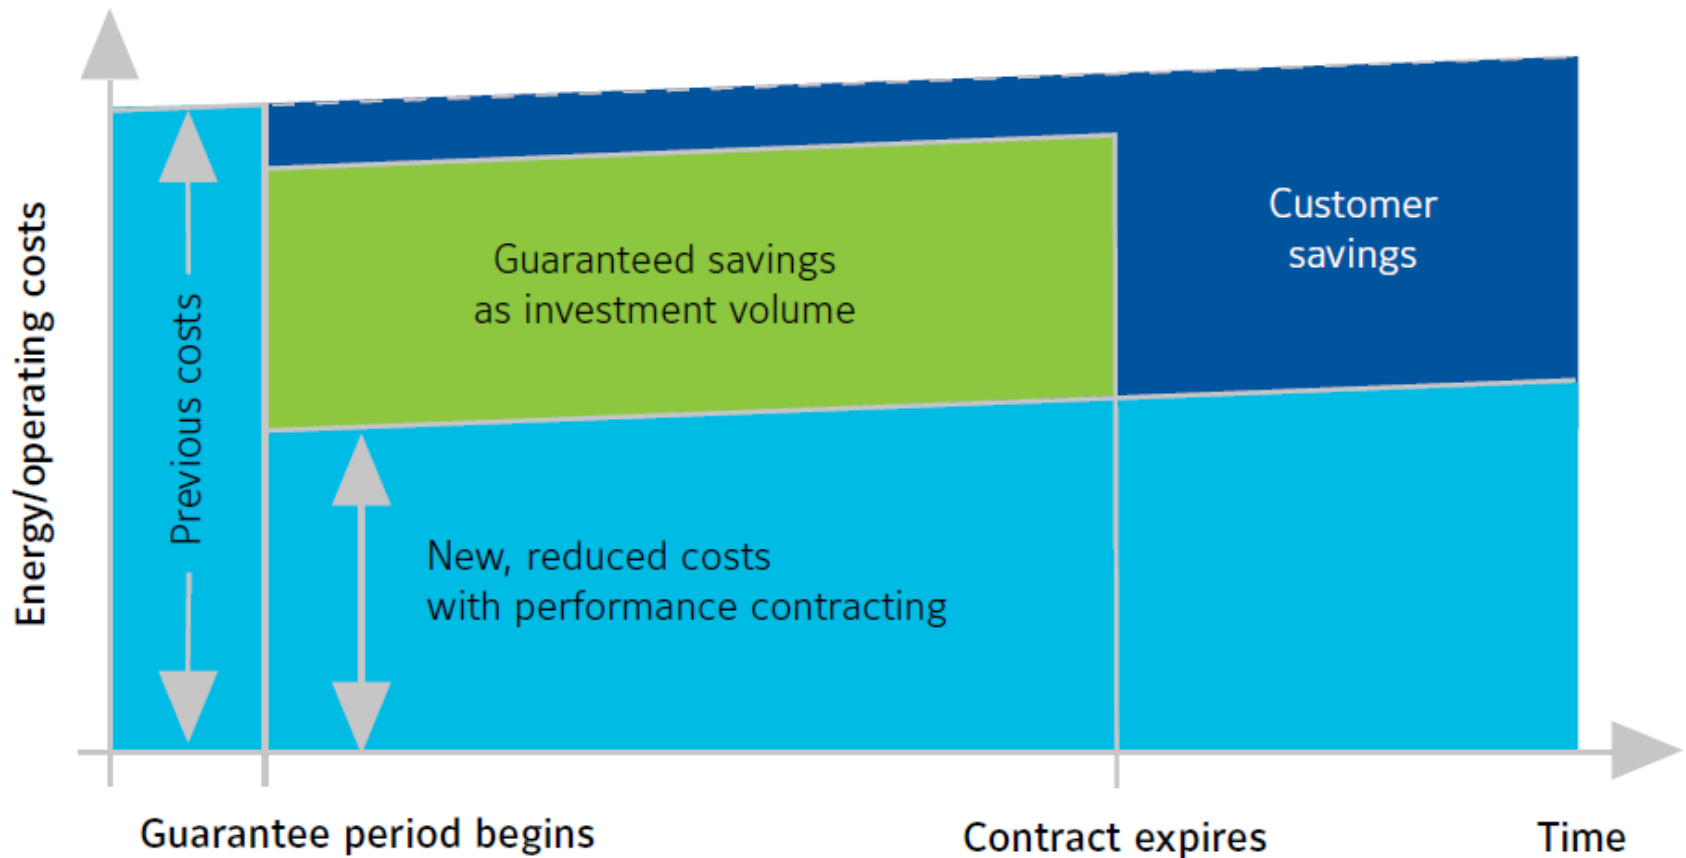 Energy/operating costs
Previous costs
Guaranteed savings
as investment volume
Customer
savings
New, reduced costs
with performance contracting
Guarantee period begins
Contract expires
Time